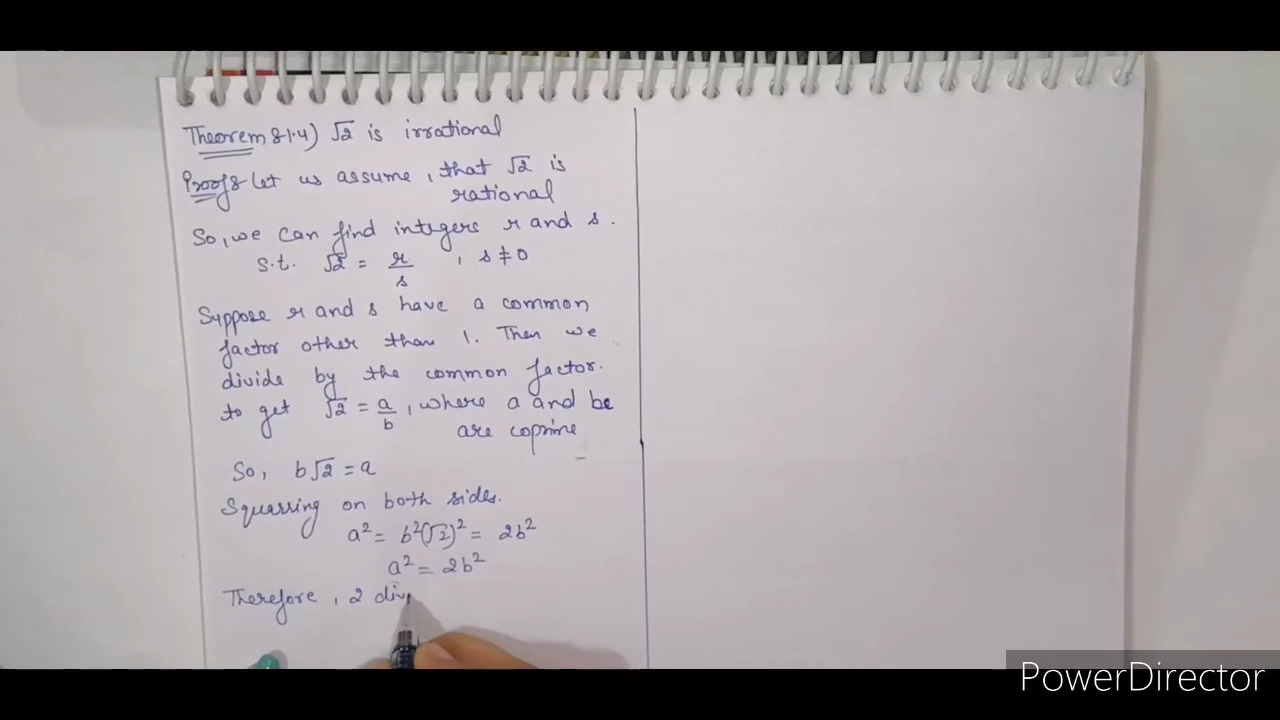 Theorem 1.4) √2 is irrational
Proof: Let us assume, that √2 is
rational
So, we can find integers r and s.
s.t. √2 = r/s , s ≠ 0
Suppose r and s have a common
factor other than 1. Then we
divide by the common factor.
to get √2 = a/b, where a and be
are coprime
So, b√2 = a
Squarring on both sides.
a² = b²(√2)² = 2b²
a² = 2b²
Therefore, 2 div
PowerDirector